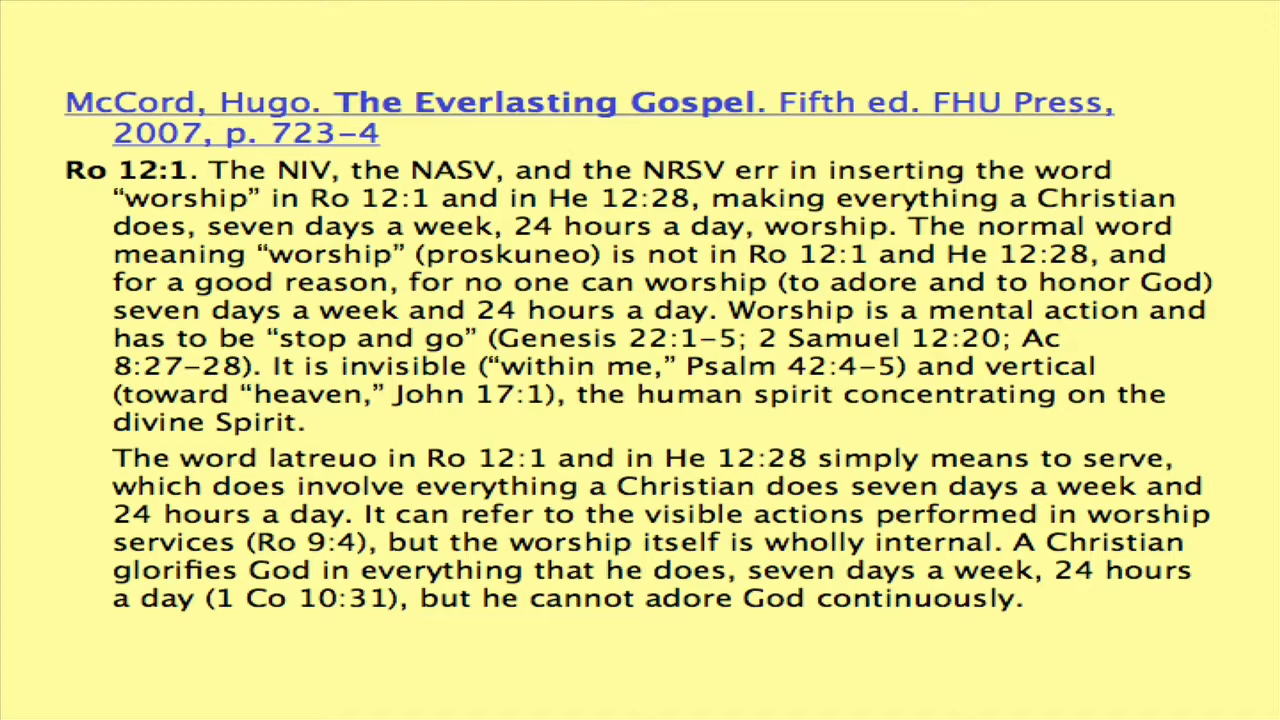 McCord, Hugo. The Everlasting Gospel. Fifth ed. FHU Press,
2007, p. 723–4
Ro 12:1. The NIV, the NASV, and the NRSV err in inserting the word
“worship” in Ro 12:1 and in He 12:28, making everything a Christian
does, seven days a week, 24 hours a day, worship. The normal word
meaning “worship” (proskuneo) is not in Ro 12:1 and He 12:28, and
for a good reason, for no one can worship (to adore and to honor God)
seven days a week and 24 hours a day. Worship is a mental action and
has to be “stop and go” (Genesis 22:1–5; 2 Samuel 12:20; Ac
8:27–28). It is invisible (“within me,” Psalm 42:4–5) and vertical
(toward “heaven,” John 17:1), the human spirit concentrating on the
divine Spirit.
The word latreuo in Ro 12:1 and in He 12:28 simply means to serve,
which does involve everything a Christian does seven days a week and
24 hours a day. It can refer to the visible actions performed in worship
services (Ro 9:4), but the worship itself is wholly internal. A Christian
glorifies God in everything that he does, seven days a week, 24 hours
a day (1 Co 10:31), but he cannot adore God continuously.